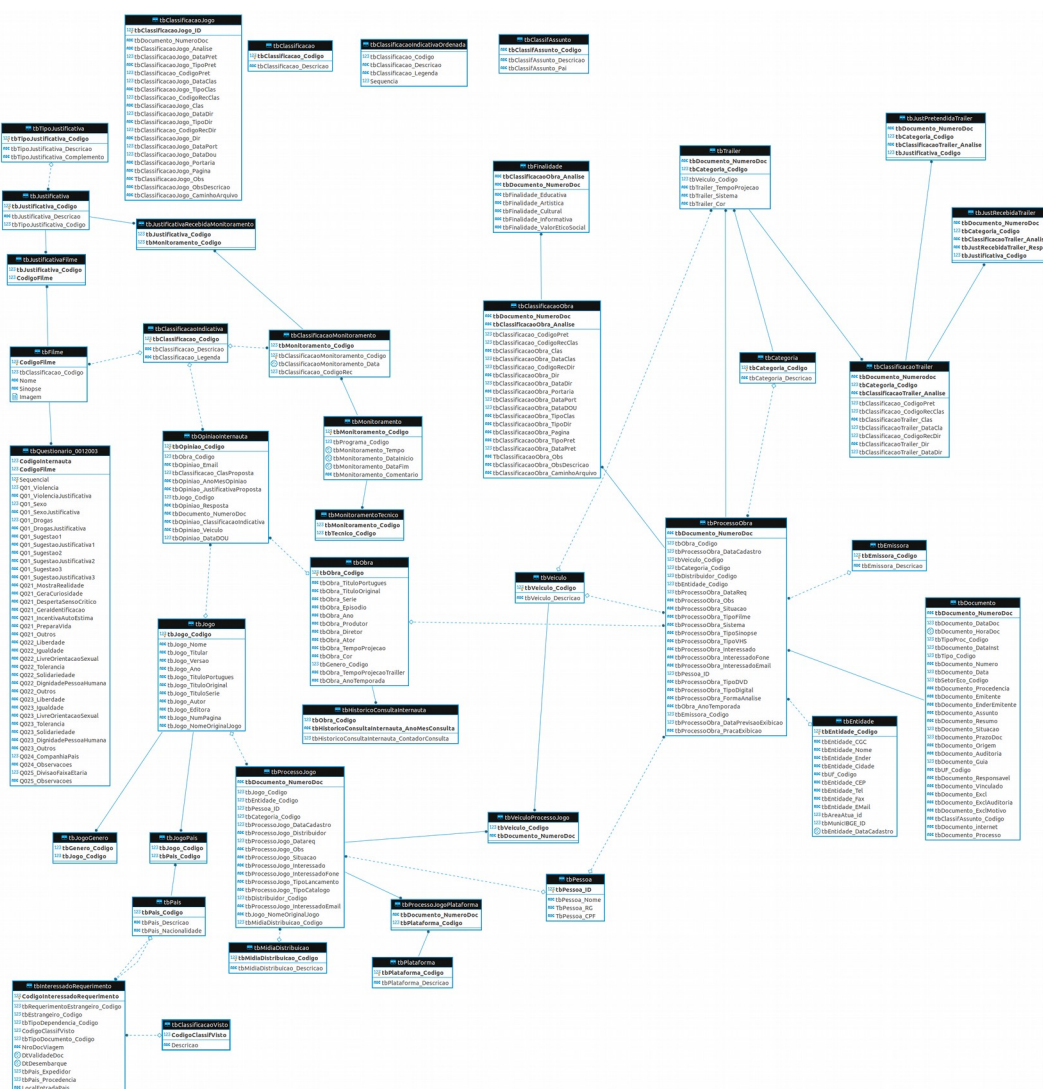 tbClassificacaoJogo
tbClassificacaoJogo_ID
tbDocumento_NumeroDoc
tbClassificacaoJogo_Analise
tbClassificacaoJogo_DataPret
tbClassificacaoJogo_TipoPret
tbClassificacao_CodigoPret
tbClassificacaoJogo_DataClas
tbClassificacaoJogo_TipoClas
tbClassificacao_CodigoRecClas
tbClassificacaoJogo_Clas
tbClassificacaoJogo_DataDir
tbClassificacaoJogo_TipoDir
tbClassificacao_CodigoRecDir
tbClassificacaoJogo_Dir
tbClassificacaoJogo_DataPort
tbClassificacaoJogo_DataDou
tbClassificacaoJogo_Portaria
tbClassificacaoJogo_Pagina
TbClassificacaoJogo_Obs
tbClassificacaoJogo_ObsDescricao
tbClassificacaoJogo_CaminhoArquivo
tbClassificacao
tbClassificacao_Codigo
tbClassificacao_Descricao
tbClassificacaoIndicativaOrdenada
tbClassificacao_Codigo
tbClassificacao_Descricao
tbClassificacao_Legenda
Sequencia
tbClassifAssunto
tbClassifAssunto_Codigo
tbClassifAssunto_Descricao
tbClassifAssunto_Pai
tbTipoJustificativa
tbTipoJustificativa_Codigo
tbTipoJustificativa_Descricao
tbTipoJustificativa_Complemento
tbJustificativa
tbJustificativa_Codigo
tbJustificativa_Descricao
tbTipoJustificativa_Codigo
tbJustificativaRecebidaMonitoramento
tbJustificativa_Codigo
tbMonitoramento_Codigo
tbJustificativaFilme
tbJustificativa_Codigo
CodigoFilme
tbFinalidade
tbClassificacaoObra_Analise
tbDocumento_NumeroDoc
tbFinalidade_Educativa
tbFinalidade_Artistica
tbFinalidade_Cultural
tbFinalidade_Informativa
tbFinalidade_ValorEticoSocial
tbTrailer
tbDocumento_NumeroDoc
tbCategoria_Codigo
tbVeiculo_Codigo
tbTrailer_TempoProjecao
tbTrailer_Sistema
tbTrailer_Cor
tbJustPretendidaTrailer
tbDocumento_NumeroDoc
tbCategoria_Codigo
tbClassificacaoTrailer_Analise
tbJustificativa_Codigo
tbJustRecebidaTrailer
tbDocumento_NumeroDoc
tbCategoria_Codigo
tbClassificacaoTrailer_Analis
tbJustRecebidaTrailer_Resp
tbJustificativa_Codigo
tbFilme
CodigoFilme
tbClassificacao_Codigo
Nome
Sinopse
Imagem
tbClassificacaoIndicativa
tbClassificacao_Codigo
tbClassificacao_Descricao
tbClassificacao_Legenda
tbClassificacaoMonitoramento
tbMonitoramento_Codigo
tbClassificacaoMonitoramento_Codigo
tbClassificacaoMonitoramento_Data
tbClassificacao_CodigoRec
tbClassificacaoObra
tbDocumento_NumeroDoc
tbClassificacaoObra_Analise
tbClassificacao_CodigoPret
tbClassificacao_CodigoRecClas
tbClassificacaoObra_Clas
tbClassificacaoObra_DataClas
tbClassificacao_CodigoRecDir
tbClassificacaoObra_Dir
tbClassificacaoObra_DataDir
tbClassificacaoObra_Portaria
tbClassificacaoObra_DataPort
tbClassificacaoObra_DataDOU
tbClassificacaoObra_TipoClas
tbClassificacaoObra_TipoDir
tbClassificacaoObra_Pagina
tbClassificacaoObra_TipoPret
tbClassificacaoObra_DataPret
tbClassificacaoObra_Obs
tbClassificacaoObra_ObsDescricao
tbClassificacaoObra_CaminhoArquivo
tbCategoria
tbCategoria_Codigo
tbCategoria_Descricao
tbClassificacaoTrailer
tbDocumento_Numerodoc
tbCategoria_Codigo
tbClassificacaoTrailer_Analise
tbClassificacao_CodigoPret
tbClassificacao_CodigoRecClas
tbClassificacaoTrailer_Clas
tbClassificacaoTrailer_DataCla
tbClassificacao_CodigoRecDir
tbClassificacaoTrailer_Dir
tbClassificacaoTrailer_DataDir
tbQuestionario_0012003
CodigoInternauta
CodigoFilme
Sequencial
Q01_Violencia
Q01_ViolenciaJustificativa
Q01_Sexo
Q01_SexoJustificativa
Q01_Drogas
Q01_DrogasJustificativa
Q01_Sugestao1
Q01_SugestaoJustificativa1
Q01_Sugestao2
Q01_SugestaoJustificativa2
Q01_Sugestao3
Q01_SugestaoJustificativa3
Q021_MostraRealidade
Q021_GeraCuriosidade
Q021_DespertaSensoCritico
Q021_GeraIdentificacao
Q021_IncentivaAutoEstima
Q021_PreparaVida
Q021_Outros
Q022_Liberdade
Q022_Igualdade
Q022_LivreOrientacaoSexual
Q022_Tolerancia
Q022_Solidariedade
Q022_DignidadePessoaHumana
Q022_Outros
Q023_Liberdade
Q023_Igualdade
Q023_LivreOrientacaoSexual
Q023_Tolerancia
Q023_Solidariedade
Q023_DignidadePessoaHumana
Q023_Outros
Q024_CompanhiaPais
Q024_Observacoes
Q025_DivisaoFaixaEtaria
Q025_Observacoes
tbOpiniaoInternauta
tbOpiniao_Codigo
tbObra_Codigo
tbOpiniao_Email
tbClassificacao_ClasProposta
tbOpiniao_AnoMesOpiniao
tbOpiniao_JustificativaProposta
tbJogo_Codigo
tbOpiniao_Resposta
tbDocumento_NumeroDoc
tbOpiniao_ClassificacaoIndicativa
tbOpiniao_Veiculo
tbOpiniao_DataDOU
tbMonitoramento
tbMonitoramento_Codigo
tbPrograma_Codigo
tbMonitoramento_Tempo
tbMonitoramento_DataInicio
tbMonitoramento_DataFim
tbMonitoramento_Comentario
tbMonitoramentoTecnico
tbMonitoramento_Codigo
tbTecnico_Codigo
tbObra
tbObra_Codigo
tbObra_TituloPortugues
tbObra_TituloOriginal
tbObra_Serie
tbObra_Episodio
tbObra_Ano
tbObra_Produtor
tbObra_Diretor
tbObra_Ator
tbObra_TempoProjecao
tbObra_Cor
tbGenero_Codigo
tbObra_TempoProjecaoTrailer
tbObra_AnoTemporada
tbVeiculo
tbVeiculo_Codigo
tbVeiculo_Descricao
tbProcessoObra
tbDocumento_NumeroDoc
tbObra_Codigo
tbProcessoObra_DataCadastro
tbVeiculo_Codigo
tbCategoria_Codigo
tbDistribuidor_Codigo
tbEntidade_Codigo
tbProcessoObra_DataReq
tbProcessoObra_Obs
tbProcessoObra_Situacao
tbProcessoObra_TipoFilme
tbProcessoObra_Sistema
tbProcessoObra_TipoSinopse
tbProcessoObra_TipoVHS
tbProcessoObra_Interessado
tbProcessoObra_InteressadoFone
tbProcessoObra_InteressadoEmail
tbPessoa_ID
tbProcessoObra_TipoDVD
tbProcessoObra_TipoDigital
tbProcessoObra_FormaAnalise
tbObra_AnoTemporada
tbEmissora_Codigo
tbProcessoObra_DataPrevisaoExibicao
tbProcessoObra_PracaExibicao
tbEmissora
tbEmissora_Codigo
tbEmissora_Descricao
tbDocumento
tbDocumento_NumeroDoc
tbDocumento_DataDoc
tbDocumento_HoraDoc
tbTipoProc_Codigo
tbDocumento_DataInst
tbTipo_Codigo
tbDocumento_Numero
tbDocumento_Data
tbSetorEco_Codigo
tbDocumento_Procedencia
tbDocumento_Emitente
tbDocumento_EnderEmitente
tbDocumento_Assunto
tbDocumento_Resumo
tbDocumento_Situacao
tbDocumento_PrazoDoc
tbDocumento_Origem
tbDocumento_Auditoria
tbDocumento_Guia
tbUF_Codigo
tbDocumento_Responsavel
tbDocumento_Vinculado
tbDocumento_Excl
tbDocumento_ExclAuditoria
tbDocumento_ExclMotivo
tbClassifAssunto_Codigo
tbDocumento_Internet
tbDocumento_Processo
tbJogo
tbJogo_Codigo
tbJogo_Nome
tbJogo_Titular
tbJogo_Versao
tbJogo_Ano
tbJogo_TituloPortugues
tbJogo_TituloOriginal
tbJogo_TituloSerie
tbJogo_Autor
tbJogo_Editora
tbJogo_NumPagina
tbJogo_NomeOriginalJogo
tbHistoricoConsultaInternauta
tbObra_Codigo
tbHistoricoConsultaInternauta_AnoMesConsulta
tbHistoricoConsultaInternauta_ContadorConsulta
tbEntidade
tbEntidade_Codigo
tbEntidade_CGC
tbEntidade_Nome
tbEntidade_Ender
tbEntidade_Cidade
tbUF_Codigo
tbEntidade_CEP
tbEntidade_Tel
tbEntidade_Fax
tbEntidade_EMail
tbAreaAtua_id
tbMuniciBGE_ID
tbEntidade_DataCadastro
tbProcessoJogo
tbDocumento_NumeroDoc
tbJogo_Codigo
tbEntidade_Codigo
tbPessoa_ID
tbCategoria_Codigo
tbProcessoJogo_DataCadastro
tbProcessoJogo_Distribuidor
tbProcessoJogo_Datareq
tbProcessoJogo_Obs
tbProcessoJogo_Situacao
tbProcessoJogo_Interessado
tbProcessoJogo_InteressadoFone
tbProcessoJogo_TipoLancamento
tbProcessoJogo_TipoCatalogo
tbDistribuidor_Codigo
tbProcessoJogo_InteressadoEmail
tbJogo_NomeOriginalJogo
tbMidiaDistribuicao_Codigo
tbVeiculoProcessoJogo
tbVeiculo_Codigo
tbDocumento_NumeroDoc
tbJogoGenero
tbGenero_Codigo
tbJogo_Codigo
tbJogoPais
tbJogo_Codigo
tbPais_Codigo
tbPessoa
tbPessoa_ID
tbPessoa_Nome
TbPessoa_RG
TbPessoa_CPF
tbPais
tbPais_Codigo
tbPais_Descricao
tbPais_Nacionalidade
tbProcessoJogoPlataforma
tbDocumento_NumeroDoc
tbPlataforma_Codigo
tbMidiaDistribuicao
tbMidiaDistribuicao_Codigo
tbMidiaDistribuicao_Descricao
tbPlataforma
tbPlataforma_Codigo
tbPlataforma_Descricao
tbInteressadoRequerimento
CodigoInteressadoRequerimento
tbRequerimentoEstrangeiro_Codigo
tbEstrangeiro_Codigo
tbTipoDependencia_Codigo
CodigoClassifVisto
tbTipoDocumento_Codigo
NroDocViagem
DtValidadeDoc
DtDesembarque
tbPais_Expedidor
tbPais_Procedencia
LocalEntradaPais
tbClassificacaoVisto
CodigoClassifVisto
Descricao